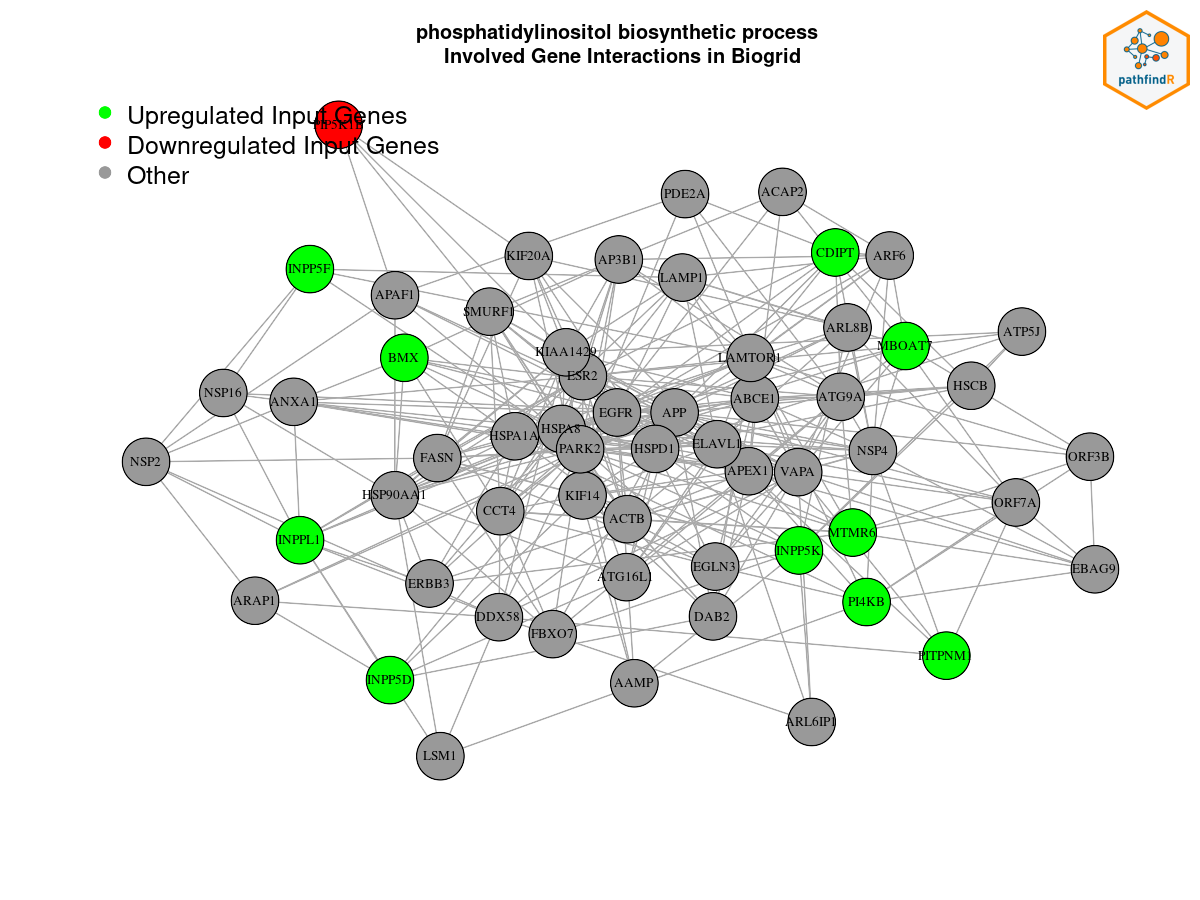 phosphatidylinositol biosynthetic process
Involved Gene Interactions in Biogrid
pathfindR
Upregulated Input Genes
Downregulated Input Genes
Other
PDE2A
ACAP2
CDIPT
ARF6
KIF20A
AP3B1
INPP5F
LAMP1
APAF1
SMURF1
ARL8B
ATP5J
MBOAT7
KIAA1429
BMX
LAMTOR1
ESR2
HSCB
NSP16
ANXA1
ABCE1
ATG9A
EGFR
APP
HSPA8
HSPA1A
ELAVL1
PARK2
HSPD1
NSP4
ORF3B
NSP2
FASN
APEX1
VAPA
HSP90AA1
KIF14
ORF7A
CCT4
ACTB
MTMR6
INPPL1
INPP5K
EGLN3
EBAG9
ATG16L1
ERBB3
ARAP1
PI4KB
DDX58
DAB2
FBXO7
PITPNM1
INPP5D
AAMP
ARL6IP1
LSM1